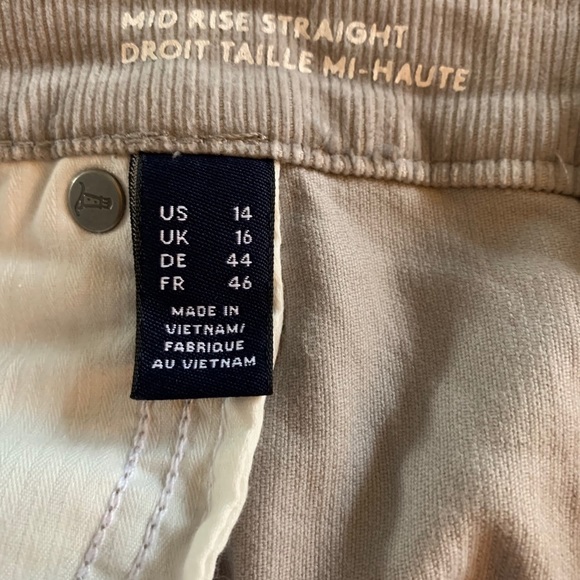 MID RISE STRAIGHT
DROIT TAILLE MI-HAUTE
US 14
UK 16
DE 44
FR 46
MADE IN
VIETNAM/
FABRIQUE
AU VIETNAM